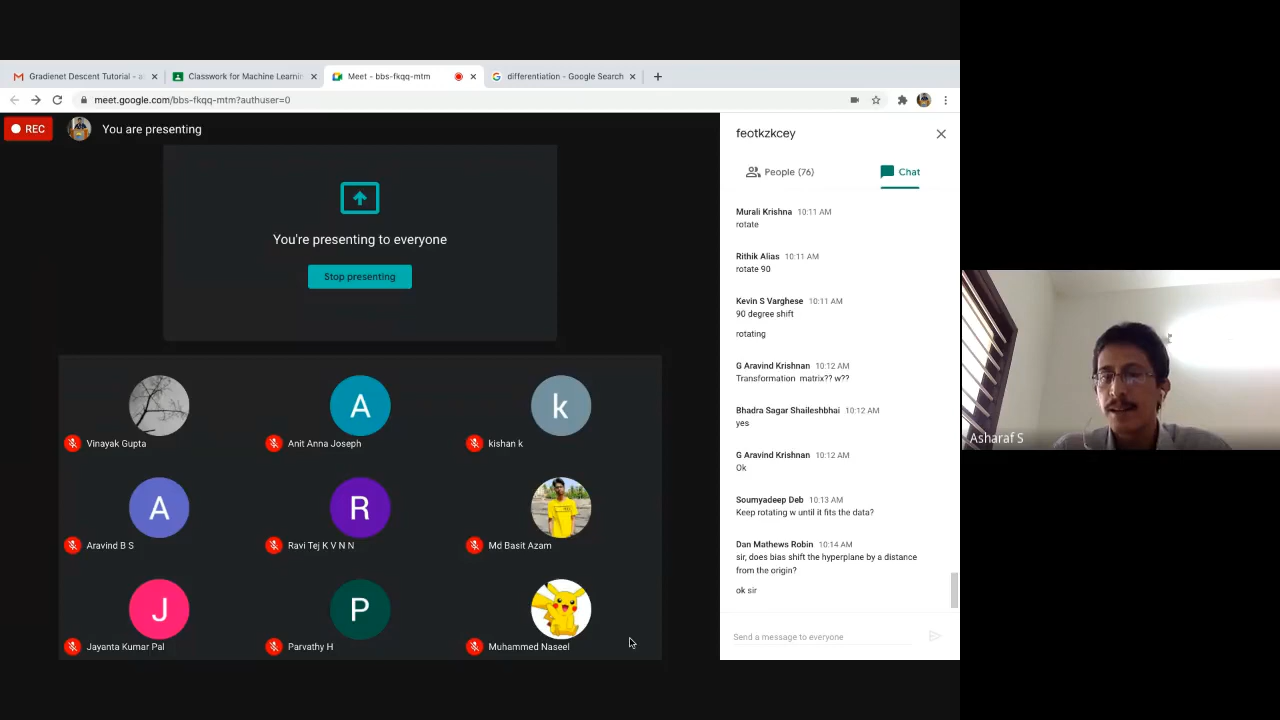 Gradienet Descent Tutorial - a
Classwork for Machine Learnin
Meet - bbs-fkqq-mtm
differentiation - Google Search
meet.google.com/bbs-fkqq-mtm?authuser=0
REC
You are presenting
You're presenting to everyone
Stop presenting
Vinayak Gupta
A
Anit Anna Joseph
k
kishan k
A
Aravind B S
R
Ravi Tej K V N N
Md Basit Azam
J
Jayanta Kumar Pal
P
Parvathy H
Muhammed Naseel
feotkzkcey
People (76)
Chat
Murali Krishna 10:11 AM
rotate
Rithik Alias 10:11 AM
rotate 90
Kevin S Varghese 10:11 AM
90 degree shift
rotating
G Aravind Krishnan 10:12 AM
Transformation matrix?? w??
Bhadra Sagar Shaileshbhai 10:12 AM
yes
G Aravind Krishnan 10:12 AM
Ok
Soumyadeep Deb 10:13 AM
Keep rotating w until it fits the data?
Dan Mathews Robin 10:14 AM
sir, does bias shift the hyperplane by a distance
from the origin?
ok sir
Send a message to everyone
Asharaf S